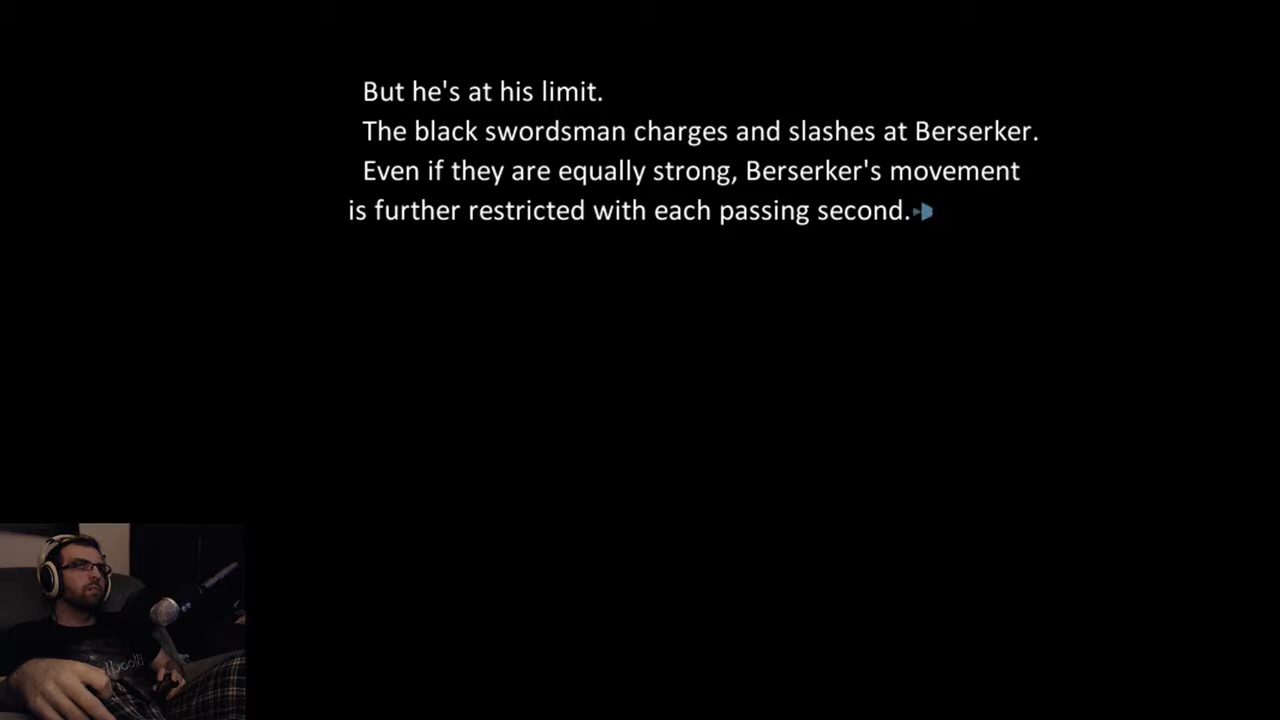 But he's at his limit.
The black swordsman charges and slashes at Berserker.
Even if they are equally strong, Berserker's movement
is further restricted with each passing second.